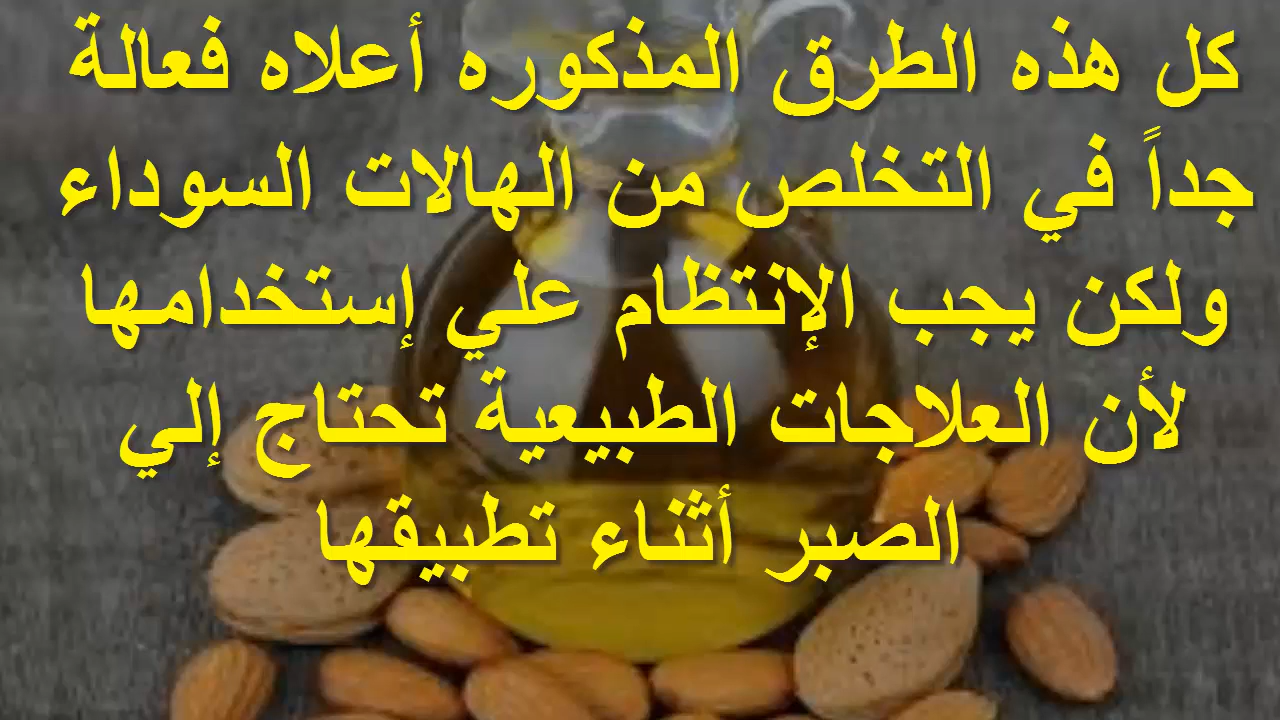 كل هذه الطرق المذكوره أعلاه فعالة
جداً في التخلص من الهالات السوداء
ولكن يجب الإنتظام علي إستخدامها
لأن العلاجات الطبيعية تحتاج إلي
الصبر أثناء تطبيقها